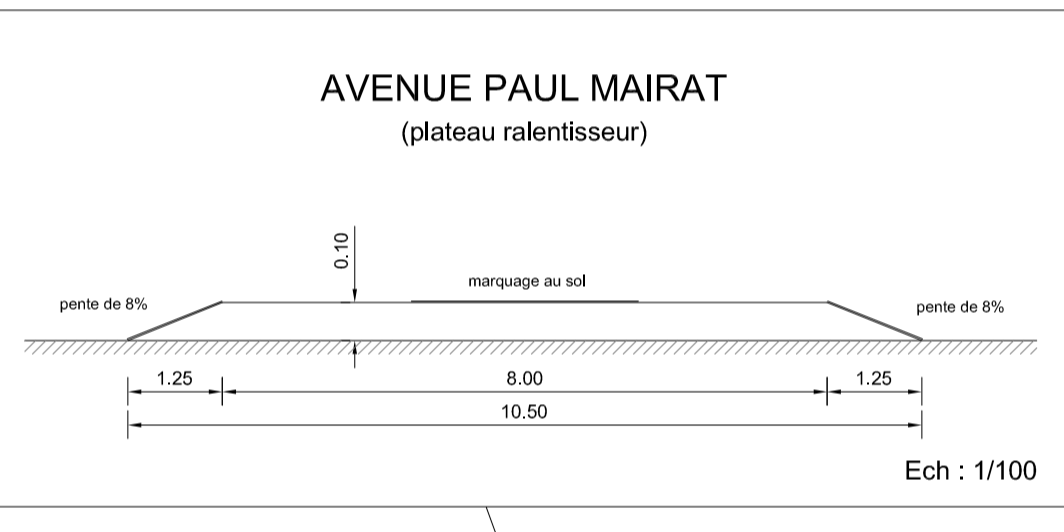 AVENUE PAUL MAIRAT
(plateau ralentisseur)
0.10
marquage au sol
pente de 8%
pente de 8%
1.25
8.00
1.25
10.50
Ech : 1/100